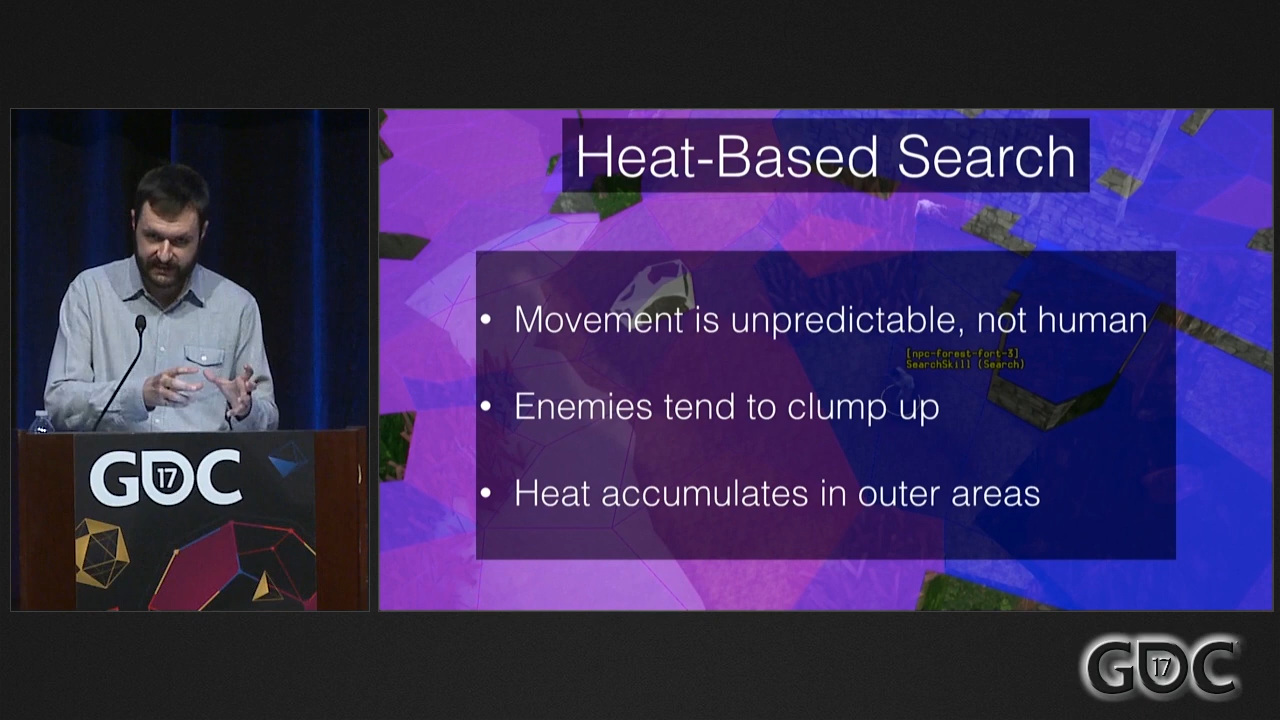 Heat-Based Search
• Movement is unpredictable, not human
[npc-forest-fort-3]
SearchSkill (Search)
• Enemies tend to clump up
• Heat accumulates in outer areas
GDC
17
GDC
17